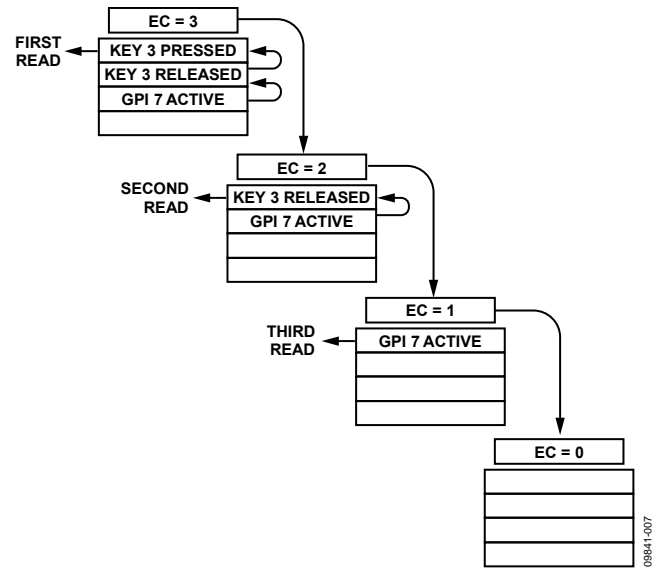 EC = 3
FIRST
READ
KEY 3 PRESSED
KEY 3 RELEASED
GPI 7 ACTIVE
EC = 2
SECOND
READ
KEY 3 RELEASED
GPI 7 ACTIVE
EC = 1
THIRD
READ
GPI 7 ACTIVE
EC = 0
09841-007